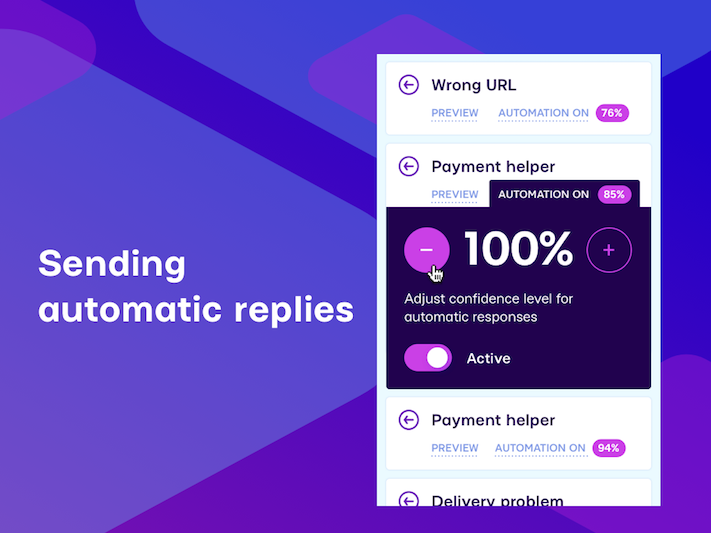 Sending
automatic replies
Wrong URL
PREVIEW AUTOMATION ON 76%
Payment helper
PREVIEW AUTOMATION ON 85%
− 100% +
Adjust confidence level for
automatic responses
Active
Payment helper
PREVIEW AUTOMATION ON 94%
Delivery problem